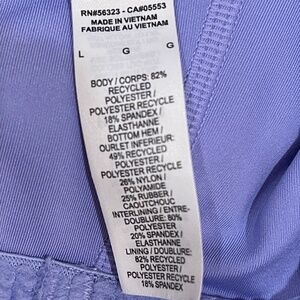 RN#56323 - CA#05553
MADE IN VIETNAM
FABRIQUE AU VIETNAM
L G G
BODY / CORPS: 82%
RECYCLED
POLYESTER /
POLYESTER RECYCLE
18% SPANDEX /
ELASTHANNE
BOTTOM HEM /
OURLET INFERIEUR:
49% RECYCLED
POLYESTER /
POLYESTER RECYCLE
26% NYLON /
POLYAMIDE
25% RUBBER /
CAOUTCHOUC
INTERLINING / ENTRE-
DOUBLURE: 80%
POLYESTER
20% SPANDEX /
ELASTHANNE
LINING / DOUBLURE:
82% RECYCLED
POLYESTER /
POLYESTER RECYCLE
18% SPANDEX